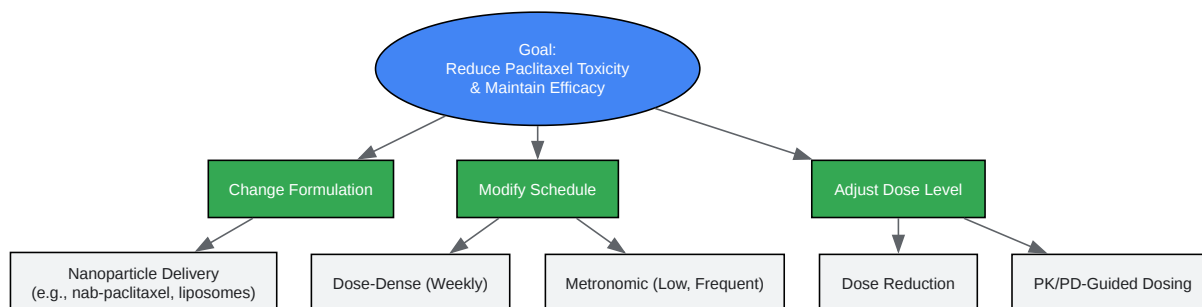 Goal:
Reduce Paclitaxel Toxicity
& Maintain Efficacy
Change Formulation
Modify Schedule
Adjust Dose Level
Nanoparticle Delivery
(e.g., nab-paclitaxel, liposomes)
Dose-Dense (Weekly)
Metronomic (Low, Frequent)
Dose Reduction
PK/PD-Guided Dosing